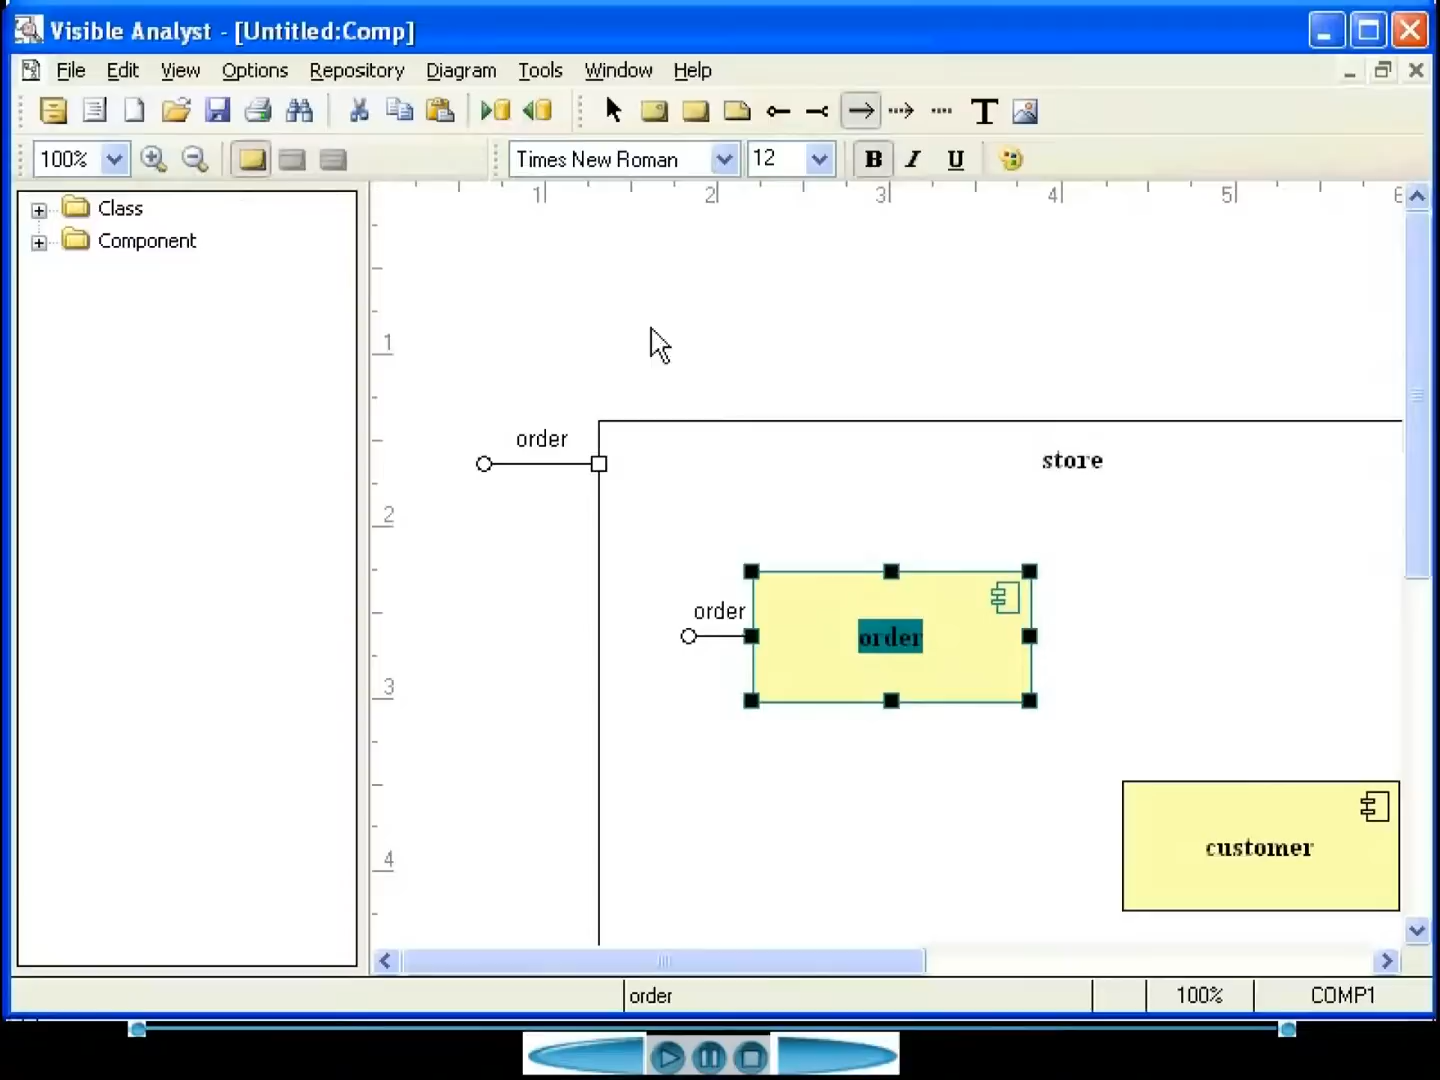 Visible Analyst - [Untitled:Comp]
File Edit View Options Repository Diagram Tools Window Help
T
100% Times New Roman 12 B I U
Class
Component
1 2 3 4 5 6
1
2
3
4
order
store
order
order
customer
order 100% COMP1